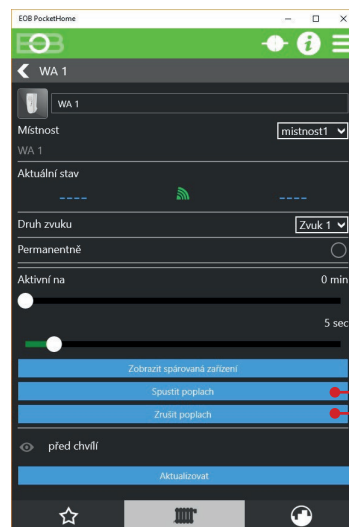 EOB PocketHome
EOB
WA 1
WA 1
Místnost mistnost1
WA 1
Aktuální stav
---- ----
Druh zvuku Zvuk 1
Permanentně
Aktivní na 0 min
5 sec
Zobrazit spárovaná zařízení
Spustit poplach
Zrušit poplach
před chvílí
Aktualizovat